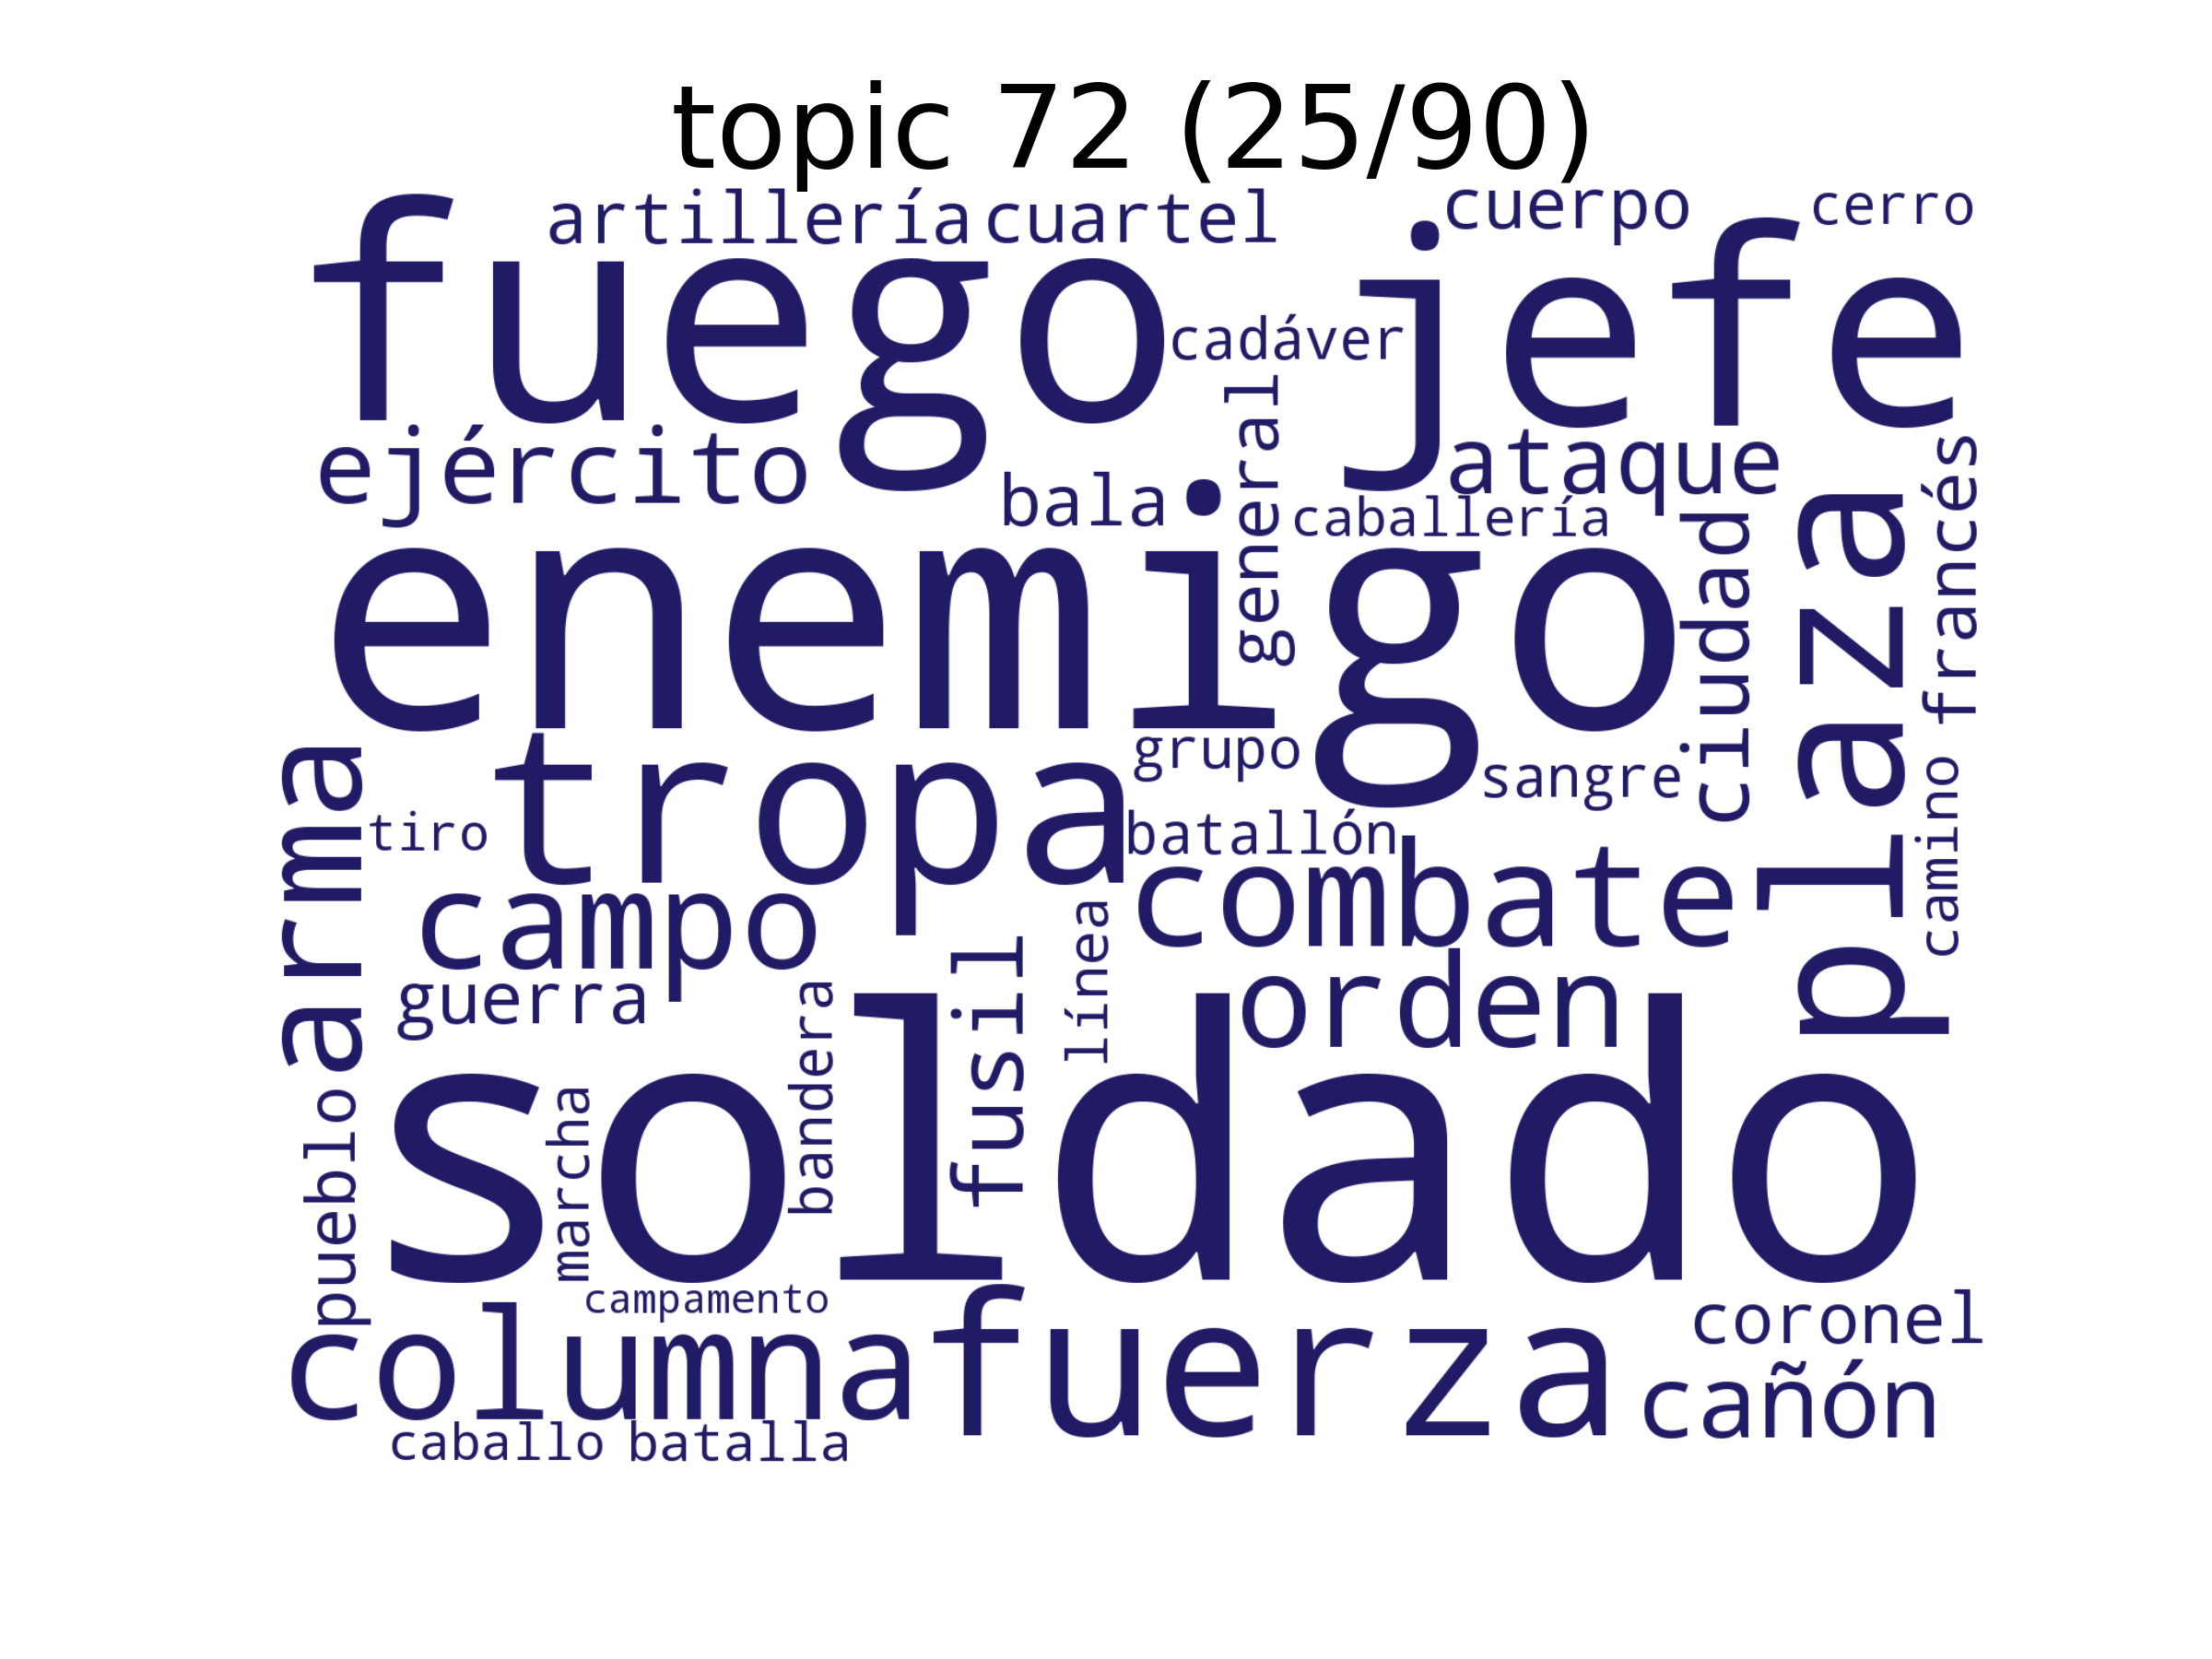 topic 72 (25/90)
artillería cuartel cuerpo cerro
fuego jefe
cadáver
general
ejército bala ataque
caballería
francés
enemigo
ciudad
plaza
grupo
sangre
arma
tropa
tiro
batallón
camino
campo combate
línea
fusil
guerra
orden
bandera
soldado
pueblo
marcha
campamento
columna fuerza coronel
cañón
caballo batalla